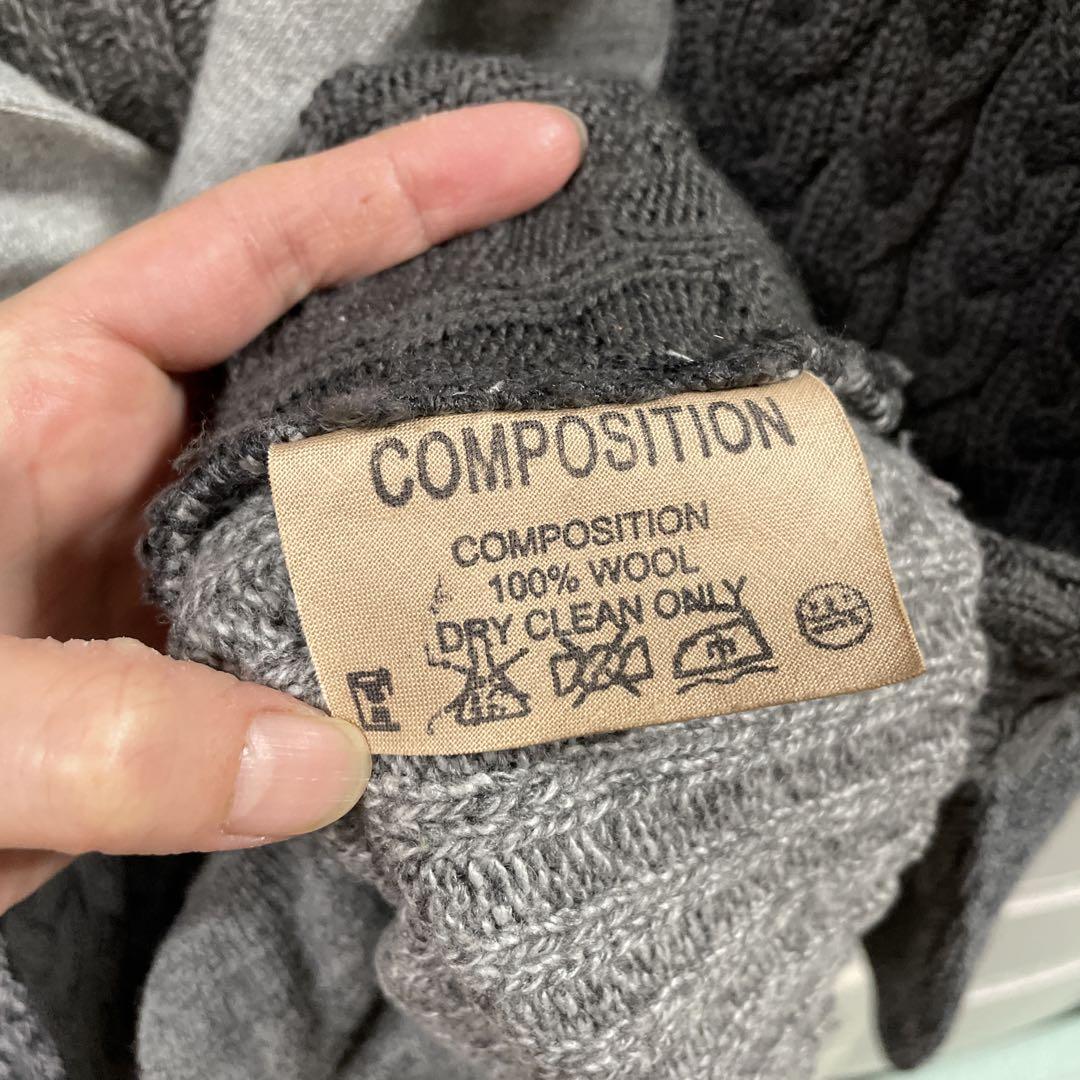 COMPOSITION
COMPOSITION
100% WOOL
DRY CLEAN ONLY